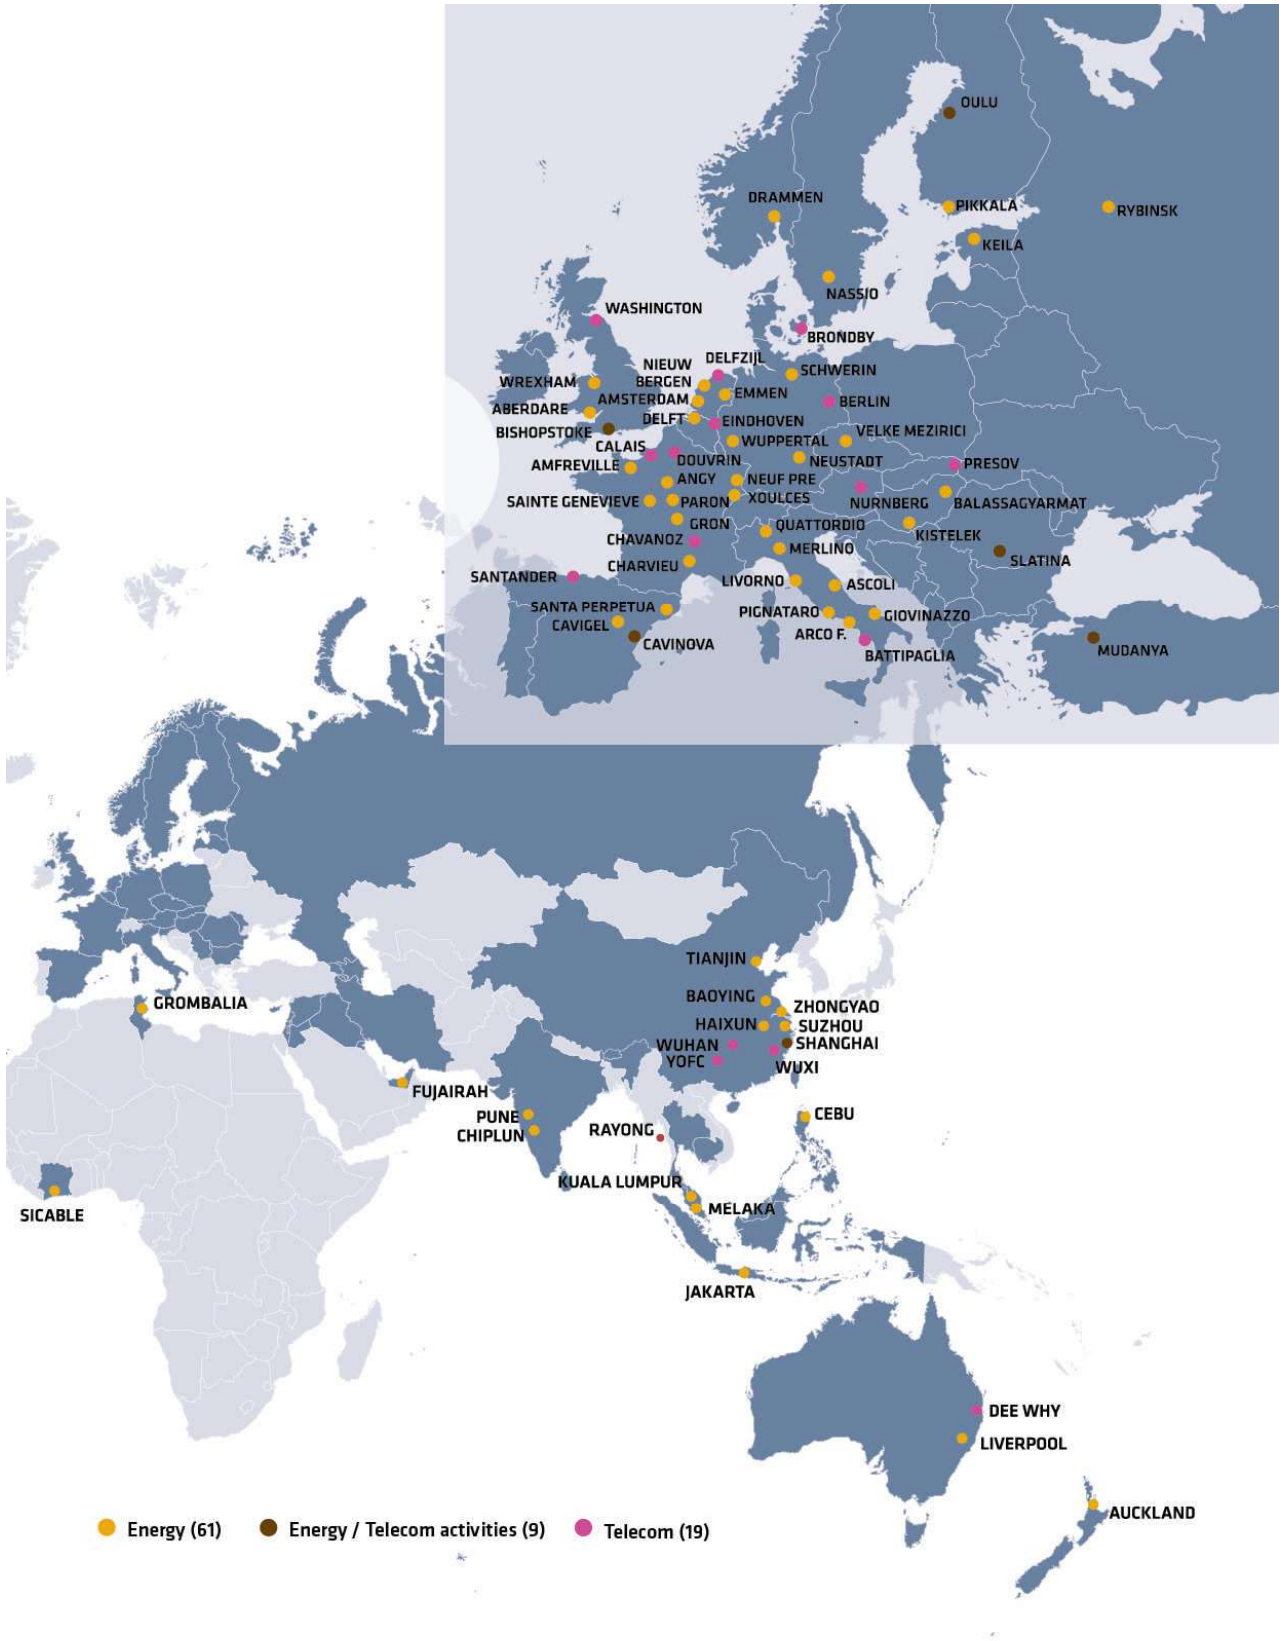 OULU
DRAMMEN
PIKKALA
RYBINSK
KEILA
NASSIO
WASHINGTON
BRONDBY
DELFZIJL
NIEUW
BERGEN
SCHWERIN
WREXHAM
EMMEN
AMSTERDAM
BERLIN
ABERDARE
DELFT
EINDHOVEN
BISHOPSTOKE
VELKE MEZIRICI
WUPPERTAL
CALAIS
DOUVRIN
NEUSTADT
PRESOV
AMFREVILLE
ANGY
NEUF PRE
XOULCES
SAINTE GENEVIEVE
PARON
NURNBERG
BALASSAGYARMAT
GRON
QUATTORDIO
KISTELEK
CHAVANOZ
MERLINO
SLATINA
CHARVIEU
SANTANDER
LIVORNO
ASCOLI
SANTA PERPETUA
PIGNATARO
GIOVINAZZO
CAVIGEL
ARCO F.
CAVINOVA
BATTIPAGLIA
MUDANYA
TIANJIN
BAOYING
GROMBALIA
ZHONGYAO
HAIXUN
SUZHOU
WUHAN
SHANGHAI
YOFC
WUXI
FUJAIRAH
PUNE
CEBU
CHIPLUN
RAYONG
KUALA LUMPUR
MELAKA
SICABLE
JAKARTA
DEE WHY
LIVERPOOL
AUCKLAND
Energy (61)
Energy / Telecom activities (9)
Telecom (19)